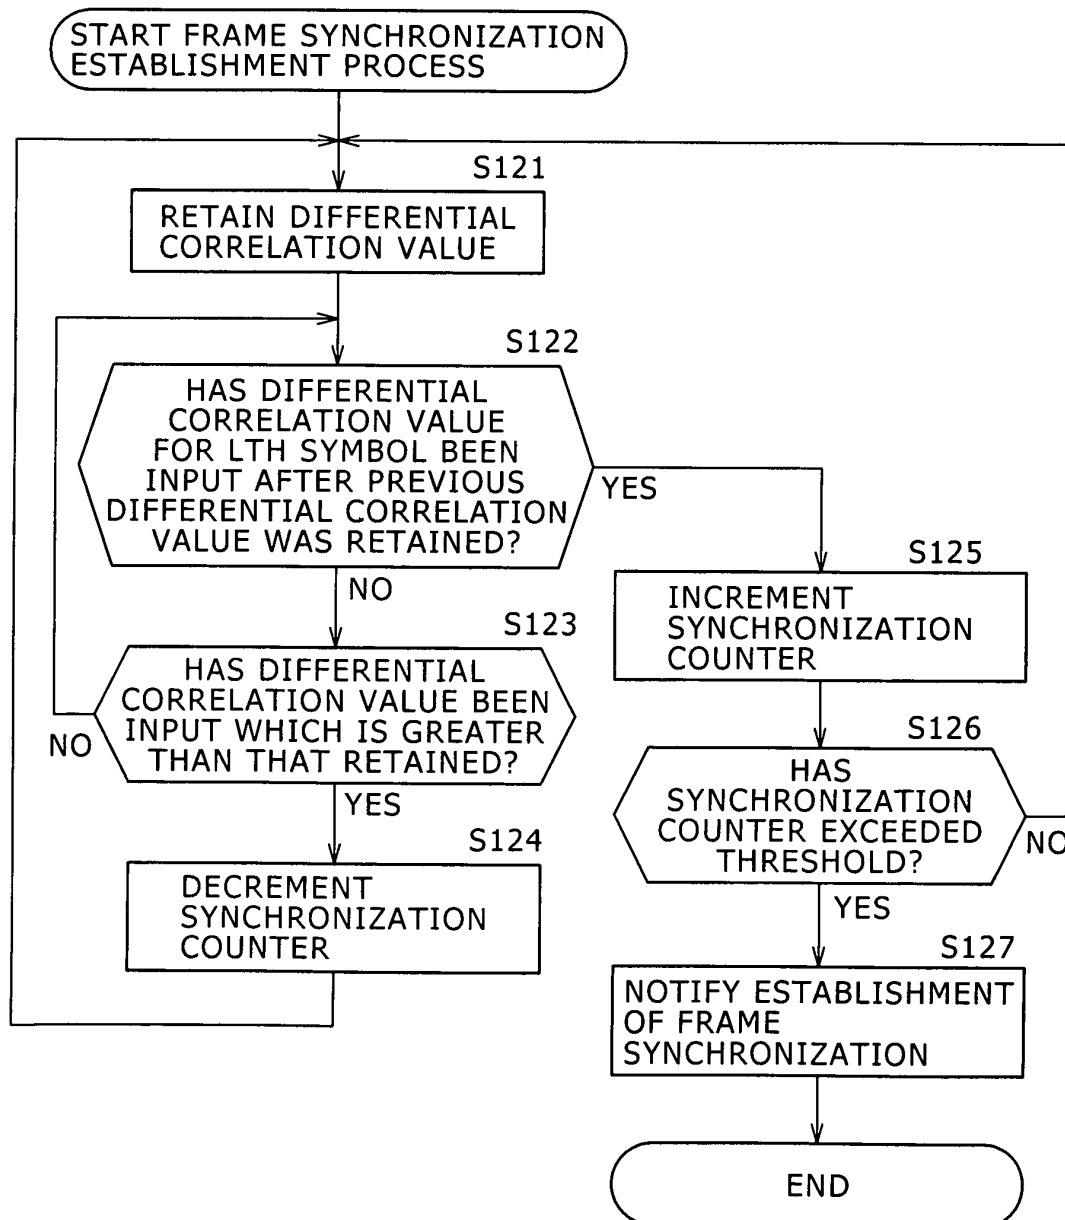 START FRAME SYNCHRONIZATION
ESTABLISHMENT PROCESS
S121
RETAIN DIFFERENTIAL
CORRELATION VALUE
S122
HAS DIFFERENTIAL
CORRELATION VALUE
FOR LTH SYMBOL BEEN
INPUT AFTER PREVIOUS
DIFFERENTIAL CORRELATION
VALUE WAS RETAINED?
YES
NO
S123
HAS DIFFERENTIAL
CORRELATION VALUE BEEN
INPUT WHICH IS GREATER
THAN THAT RETAINED?
NO
YES
S124
DECREMENT
SYNCHRONIZATION
COUNTER
S125
INCREMENT
SYNCHRONIZATION
COUNTER
S126
HAS
SYNCHRONIZATION
COUNTER EXCEEDED
THRESHOLD?
NO
YES
S127
NOTIFY ESTABLISHMENT
OF FRAME
SYNCHRONIZATION
END